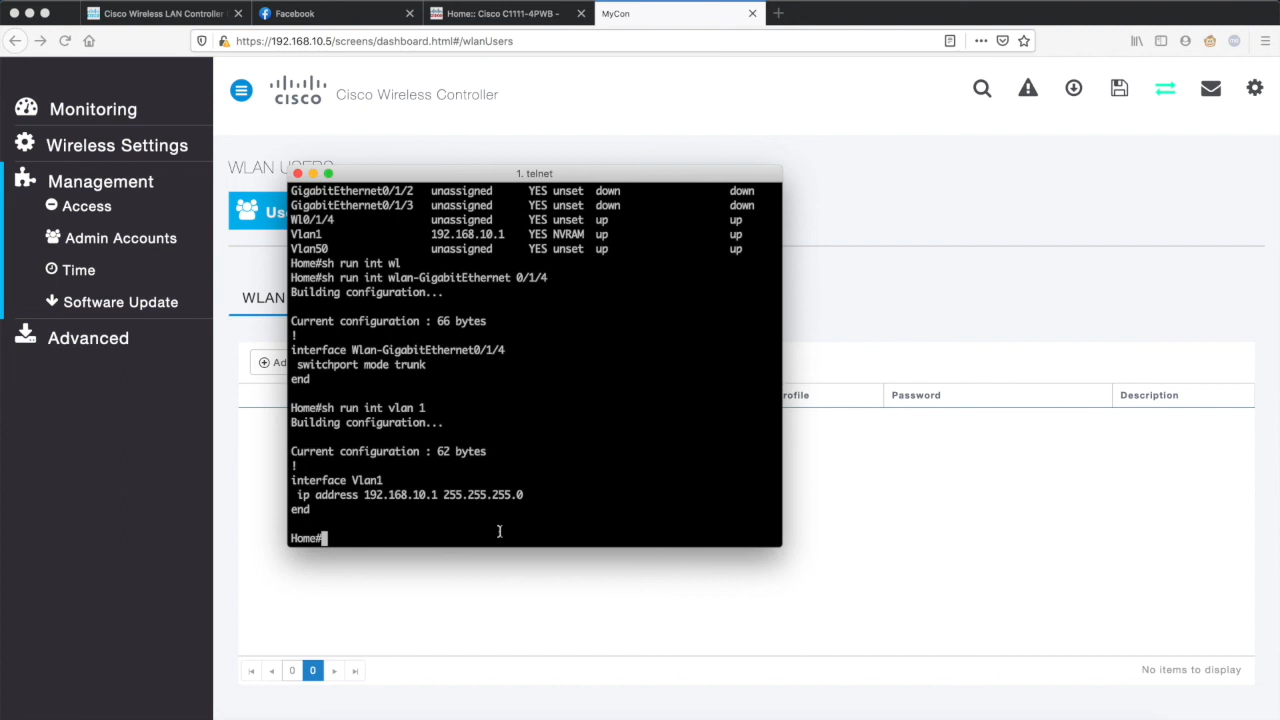 Cisco Wireless LAN Controller
Facebook
Home:: Cisco C1111-4PWB -
MyCon
https://192.168.10.5/screens/dashboard.html#/wlanUsers
Monitoring
Wireless Settings
Management
Access
Admin Accounts
Time
Software Update
Advanced
CISCO
Cisco Wireless Controller
WLAN USERS
Us
WLAN
Ad
rofile
Password
Description
1. telnet
GigabitEthernet0/1/2 unassigned YES unset down down
GigabitEthernet0/1/3 unassigned YES unset down down
Wl0/1/4 unassigned YES unset up up
Vlan1 192.168.10.1 YES NVRAM up up
Vlan50 unassigned YES unset up up
Home#sh run int wl
Home#sh run int wlan-GigabitEthernet 0/1/4
Building configuration...
Current configuration : 66 bytes
!
interface Wlan-GigabitEthernet0/1/4
switchport mode trunk
end
Home#sh run int vlan 1
Building configuration...
Current configuration : 62 bytes
!
interface Vlan1
ip address 192.168.10.1 255.255.255.0
end
Home#
0 0
No items to display